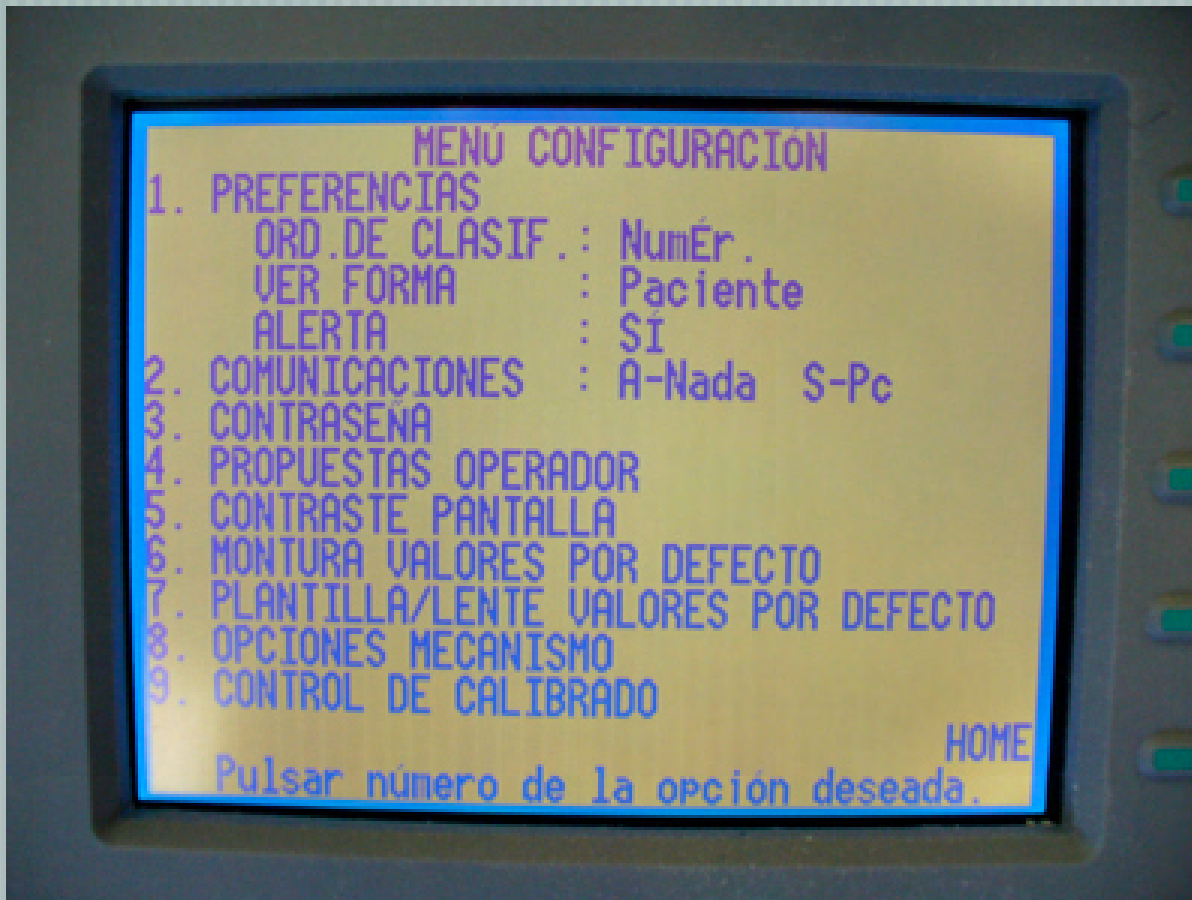 MENÚ CONFIGURACIÓN
1. PREFERENCIAS
ORD.DE CLASIF.: NumÉr.
VER FORMA : Paciente
ALERTA : SÍ
2. COMUNICACIONES : A-Nada S-Pc
3. CONTRASEÑA
4. PROPUESTAS OPERADOR
5. CONTRASTE PANTALLA
6. MONTURA VALORES POR DEFECTO
7. PLANTILLA/LENTE VALORES POR DEFECTO
8. OPCIONES MECANISMO
9. CONTROL DE CALIBRADO
HOME
Pulsar número de la opción deseada.